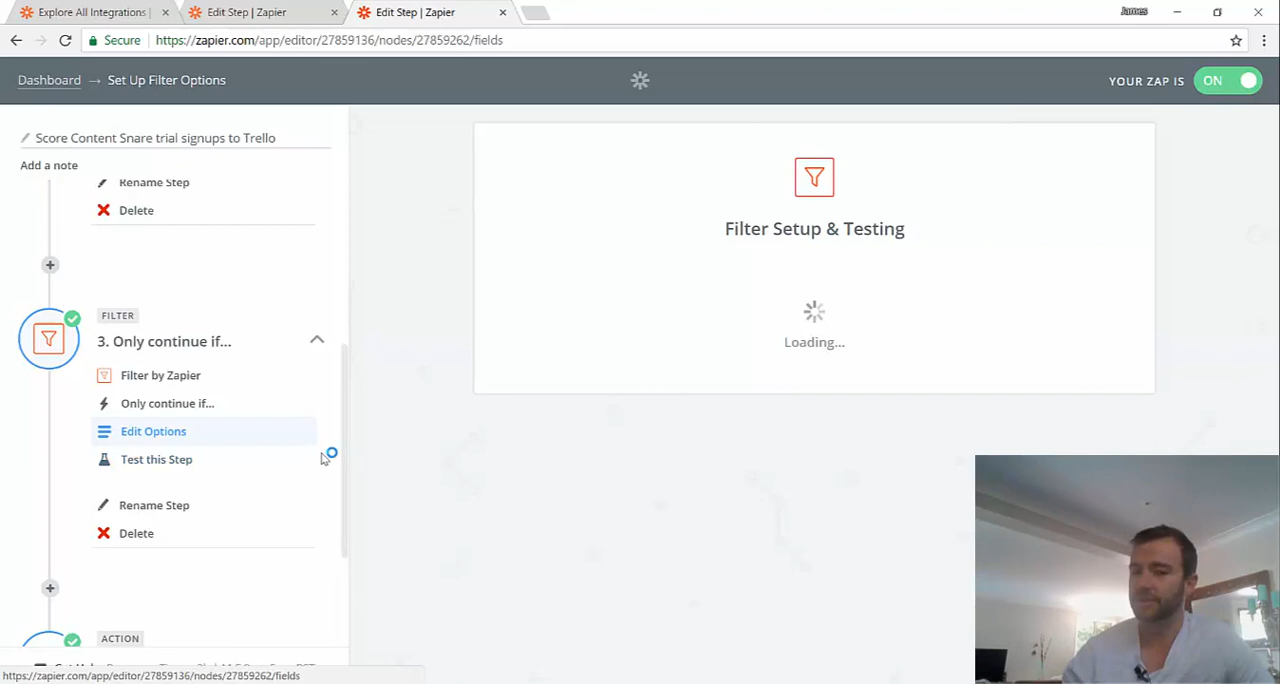 Explore All Integrations |
Edit Step | Zapier
Edit Step | Zapier
James
Secure
https://zapier.com/app/editor/27859136/nodes/27859262/fields
Dashboard → Set Up Filter Options
YOUR ZAP IS
ON
Score Content Snare trial signups to Trello
Add a note
Rename Step
Delete
Filter Setup & Testing
FILTER
3. Only continue if...
Loading...
Filter by Zapier
Only continue if...
Edit Options
Test this Step
Rename Step
Delete
ACTION
https://zapier.com/app/editor/27859136/nodes/27859262/fields